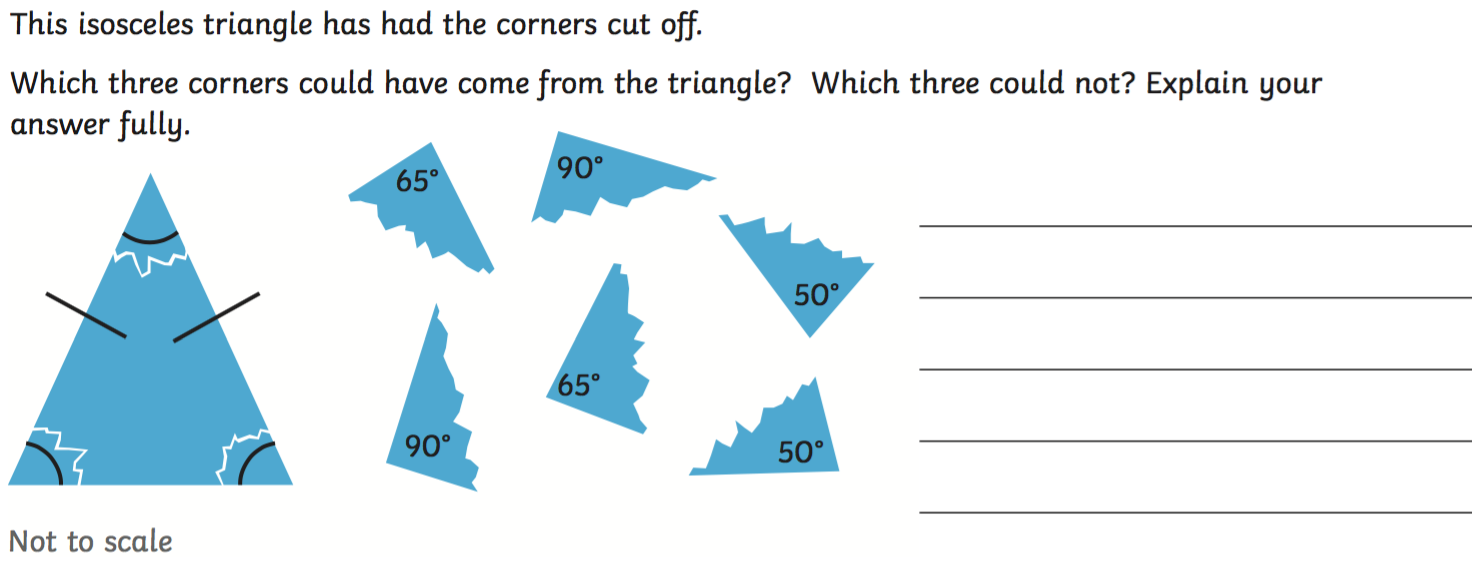 This isosceles triangle has had the corners cut off.
Which three corners could have come from the triangle? Which three could not? Explain your
answer fully.
65°
90°
50°
65°
90°
50°
Not to scale